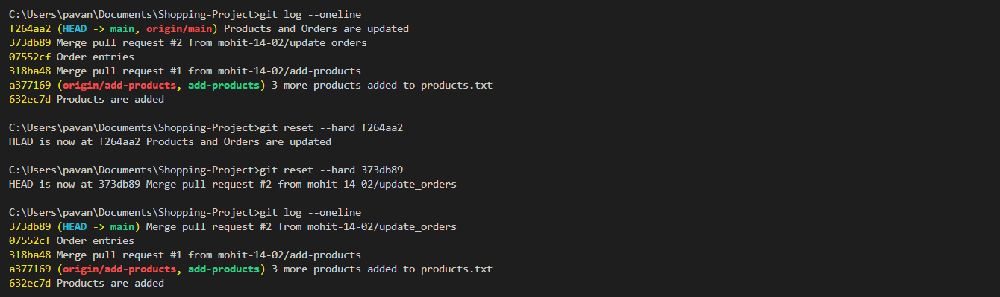 C:\Users\pavan\Documents\Shopping-Project>git log --oneline
f264aa2 (HEAD -> main, origin/main) Products and Orders are updated
373db89 Merge pull request #2 from mohit-14-02/update_orders
07552cf Order entries
318ba48 Merge pull request #1 from mohit-14-02/add-products
a377169 (origin/add-products, add-products) 3 more products added to products.txt
632ec7d Products are added
C:\Users\pavan\Documents\Shopping-Project>git reset --hard f264aa2
HEAD is now at f264aa2 Products and Orders are updated
C:\Users\pavan\Documents\Shopping-Project>git reset --hard 373db89
HEAD is now at 373db89 Merge pull request #2 from mohit-14-02/update_orders
C:\Users\pavan\Documents\Shopping-Project>git log --oneline
373db89 (HEAD -> main) Merge pull request #2 from mohit-14-02/update_orders
07552cf Order entries
318ba48 Merge pull request #1 from mohit-14-02/add-products
a377169 (origin/add-products, add-products) 3 more products added to products.txt
632ec7d Products are added